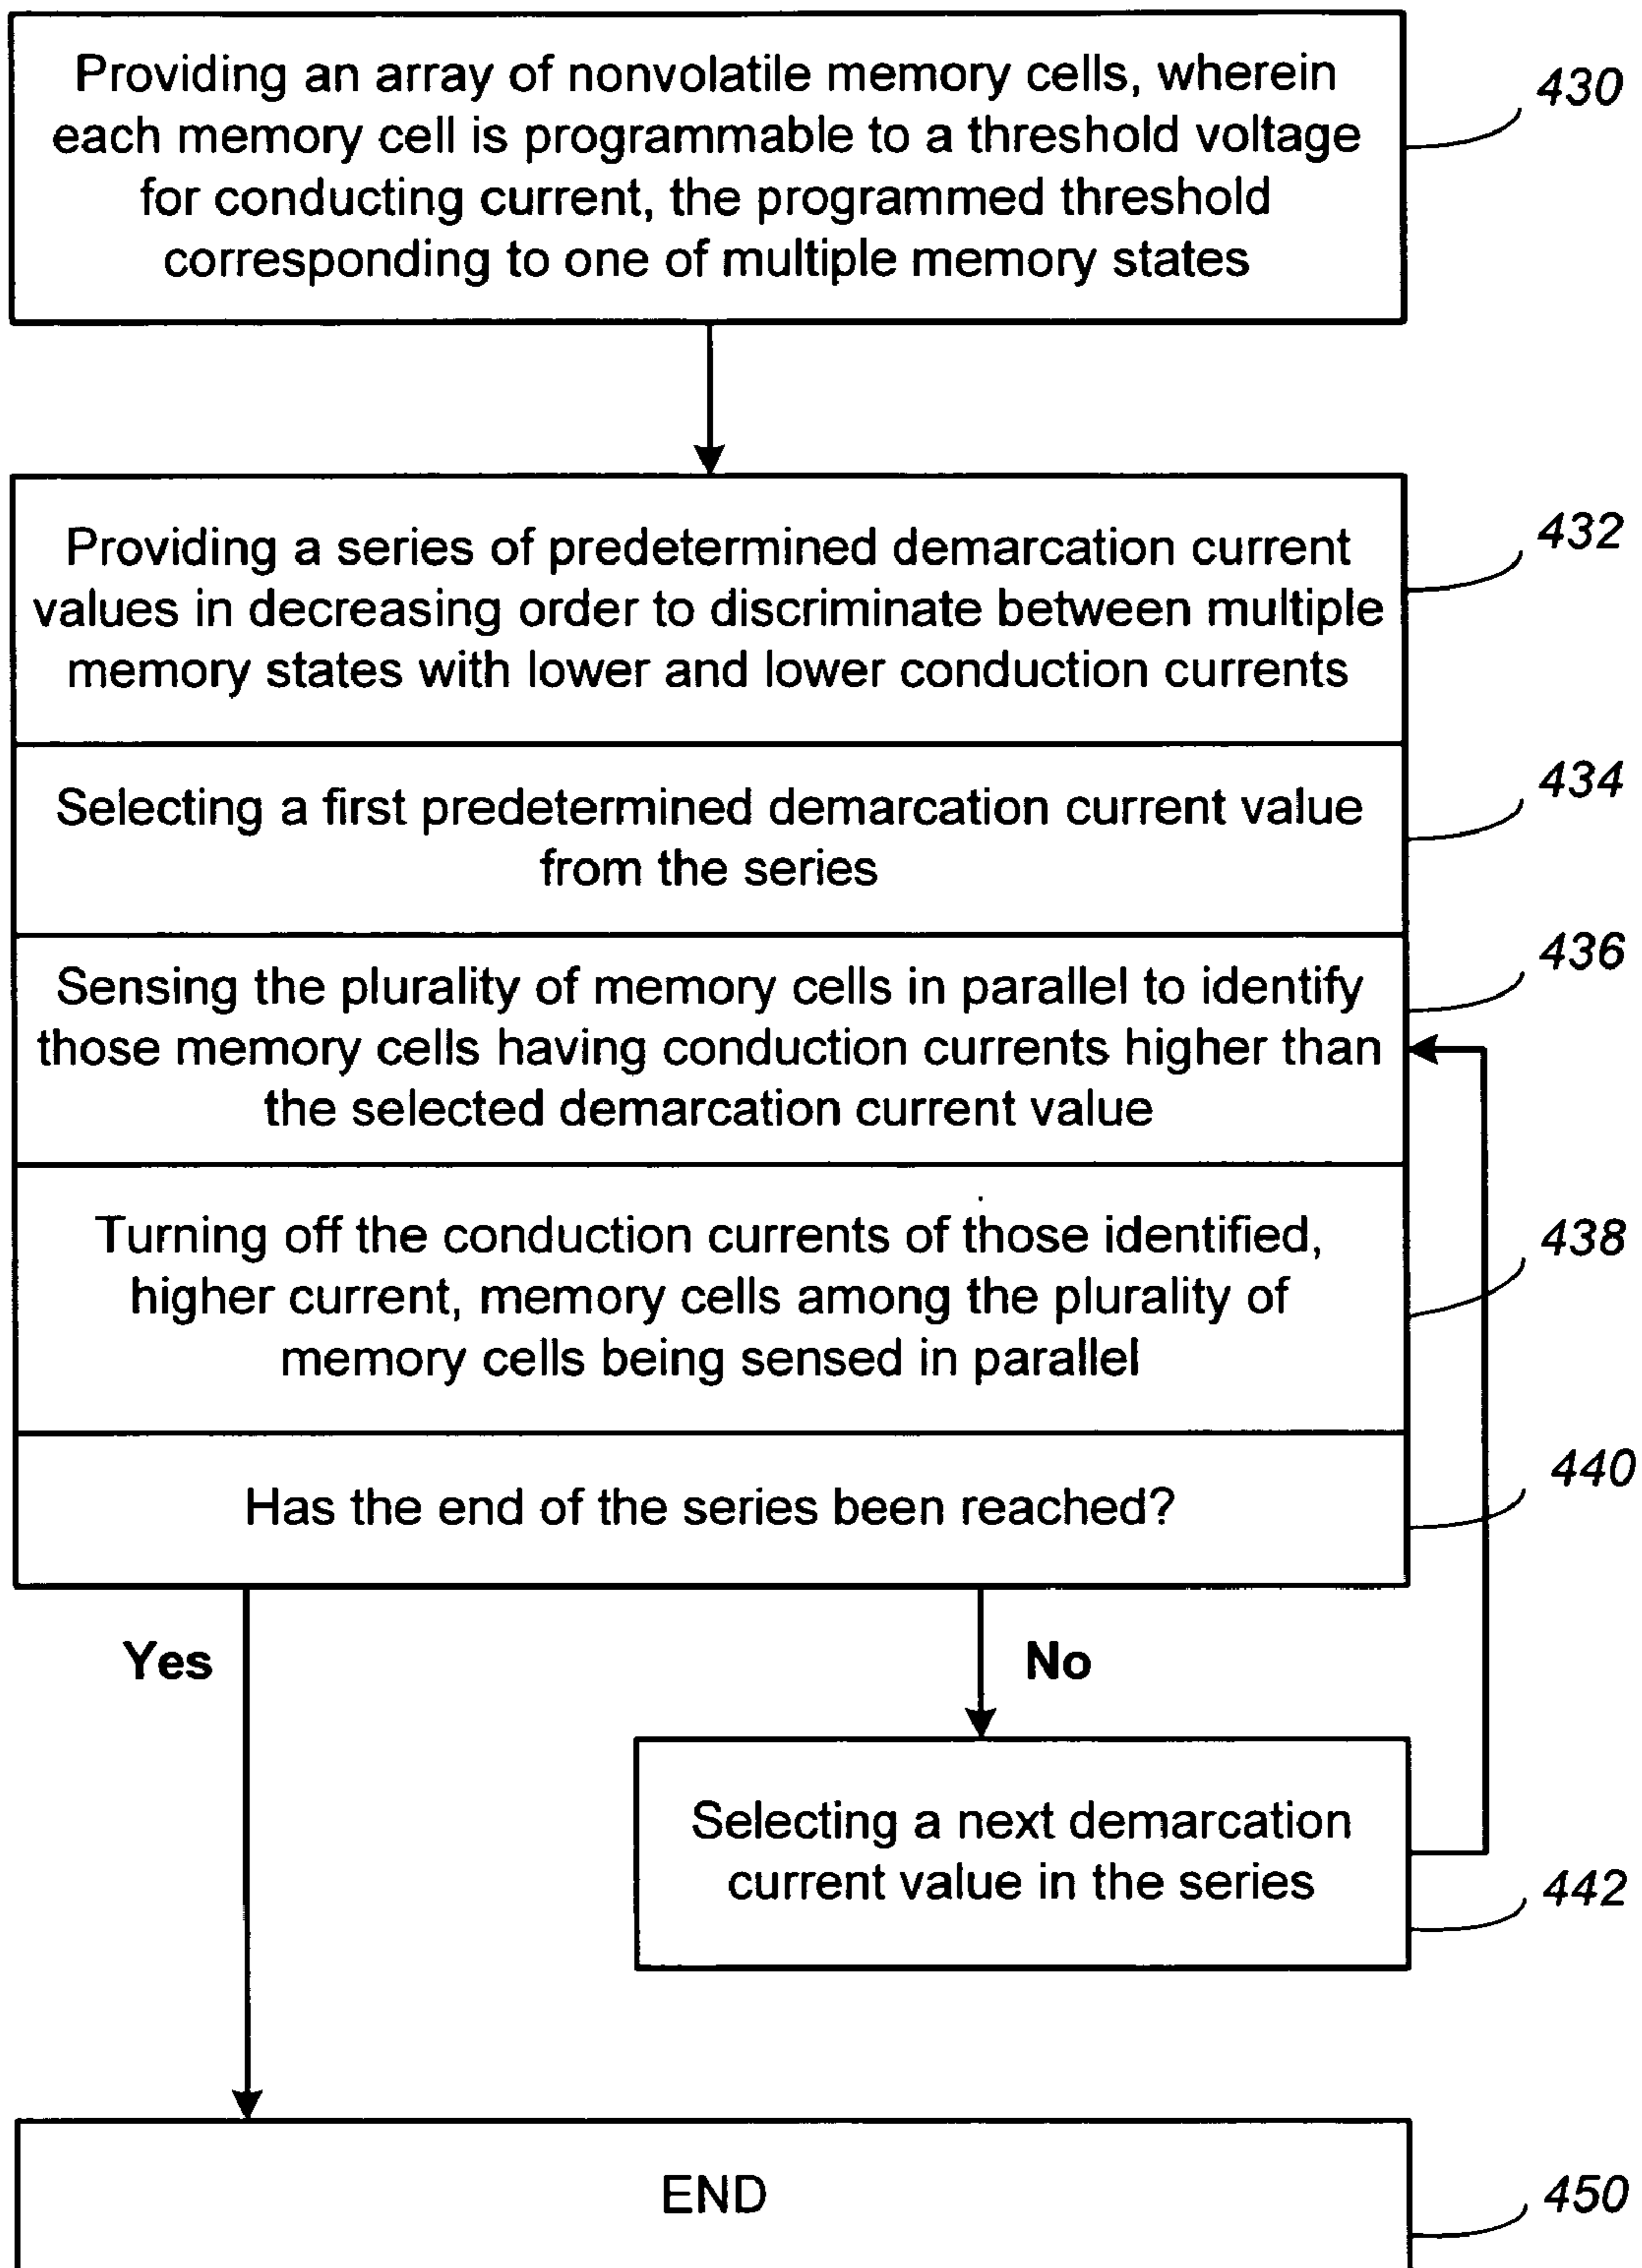 Providing an array of nonvolatile memory cells, wherein
each memory cell is programmable to a threshold voltage
for conducting current, the programmed threshold
corresponding to one of multiple memory states
430
Providing a series of predetermined demarcation current
values in decreasing order to discriminate between multiple
memory states with lower and lower conduction currents
432
Selecting a first predetermined demarcation current value
from the series
434
Sensing the plurality of memory cells in parallel to identify
those memory cells having conduction currents higher than
the selected demarcation current value
436
Turning off the conduction currents of those identified,
higher current, memory cells among the plurality of
memory cells being sensed in parallel
438
Has the end of the series been reached?
440
Yes
No
Selecting a next demarcation
current value in the series
442
END
450